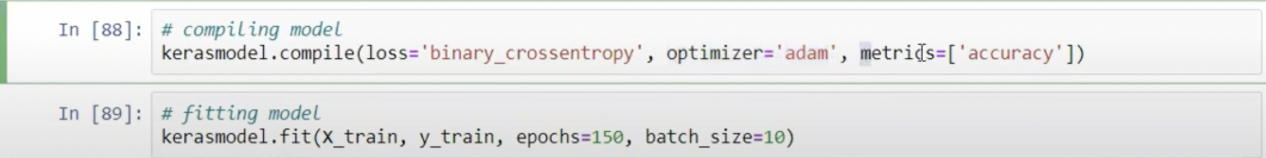 In [88]: # compiling model
kerasmodel.compile(loss='binary_crossentropy', optimizer='adam', metrics=['accuracy'])
In [89]: # fitting model
kerasmodel.fit(X_train, y_train, epochs=150, batch_size=10)